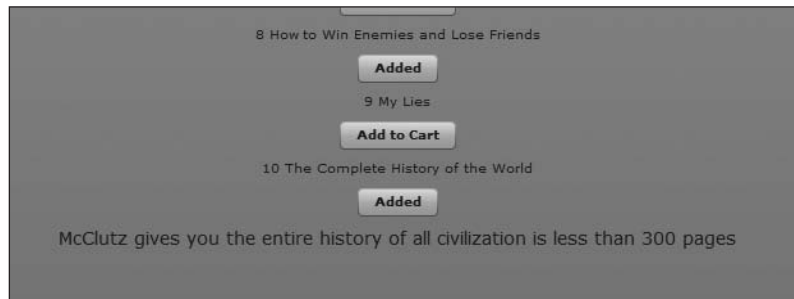 8 How to Win Enemies and Lose Friends
Added
9 My Lies
Add to Cart
10 The Complete History of the World
Added
McClutz gives you the entire history of all civilization is less than 300 pages